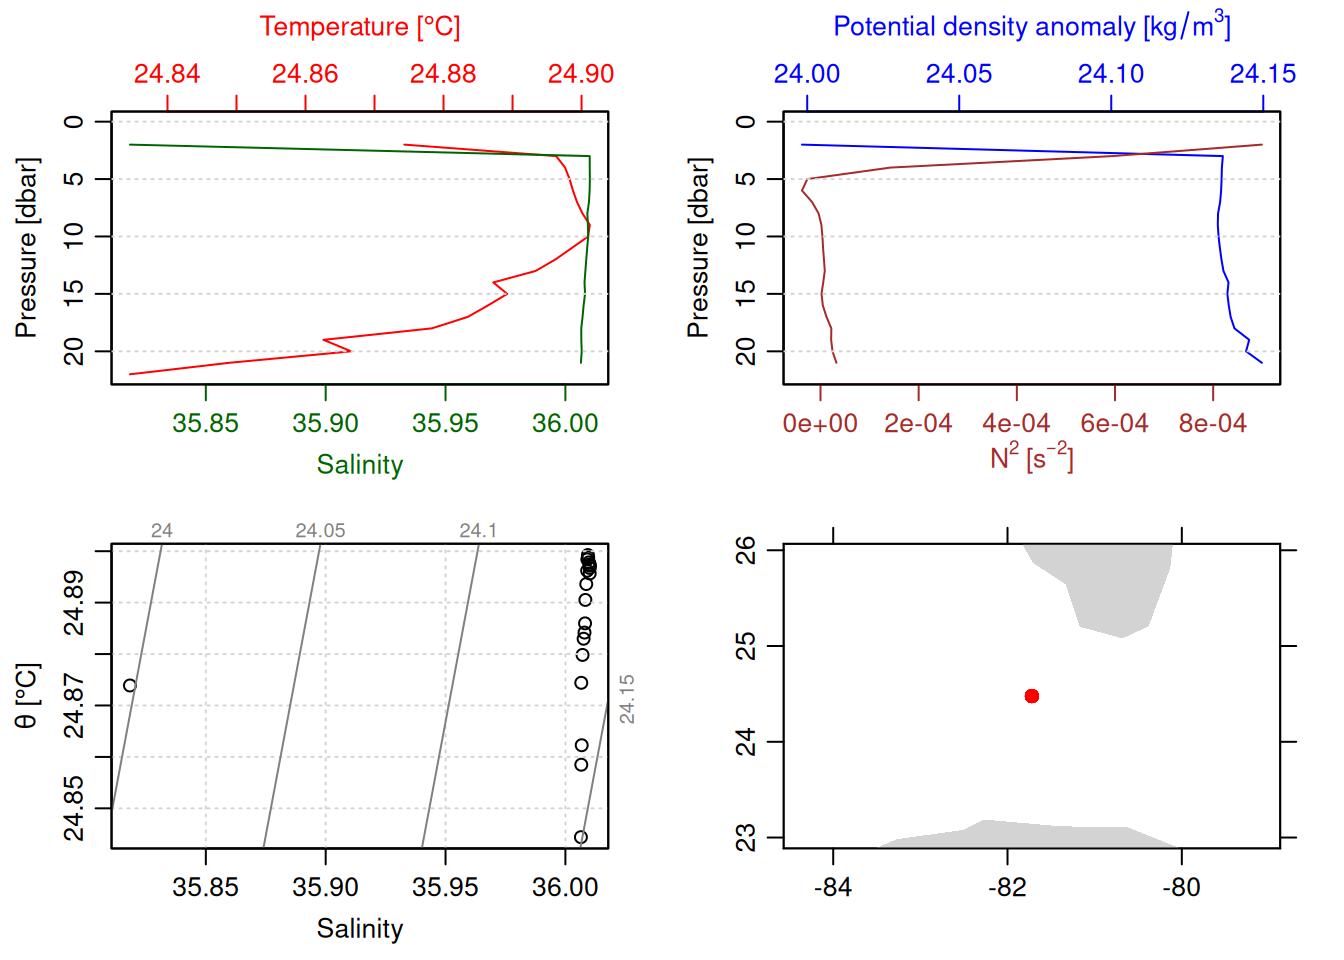 Temperature [°C]
24.84 24.86 24.88 24.90
Pressure [dbar]
0
5
10
15
20
35.85 35.90 35.95 36.00
Salinity
Potential density anomaly [kg/m³]
24.00 24.05 24.10 24.15
Pressure [dbar]
0
5
10
15
20
0e+00 2e-04 4e-04 6e-04 8e-04
N² [s⁻²]
24 24.05 24.1
24.15
θ [°C]
24.89
24.87
24.85
35.85 35.90 35.95 36.00
Salinity
26
25
24
23
-84 -82 -80